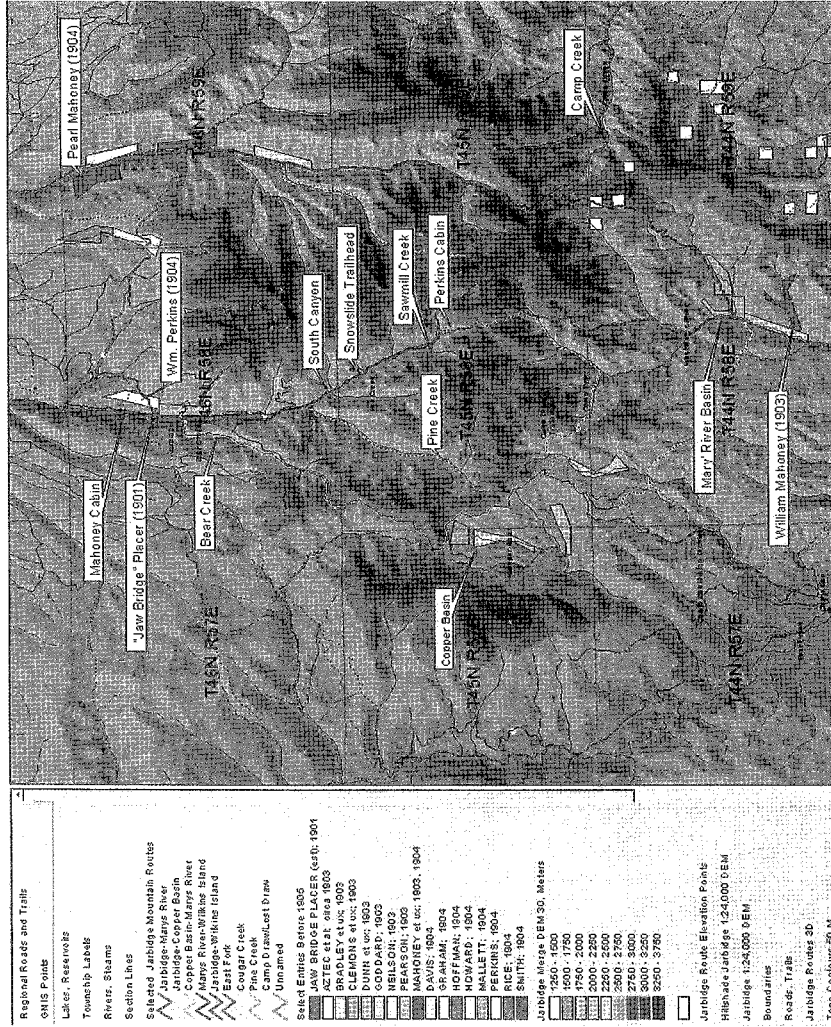 Regional Roads and Trails
GNIS Points
Lakes, Reservoirs
Township Labels
Rivers, Steams
Section Lines
Selected Jarbidge Mountain Routes
Jarbidge-Marys River
Jarbidge-Copper Basin
Copper Basin-Marys River
Marys River-Wilkins Island
Jarbidge-Wilkins Island
East Fork
Cougar Creek
Pine Creek
Camp Draw/Lost Draw
Unnamed
Select Entries Before 1905
JAW BRIDGE PLACER (est); 1901
AZTEC et al; circa 1903
BRADLEY et ux; 1903
CLEMONS et ux; 1903
DUNN et ux; 1903
GODDARD; 1903
NEILSON; 1903
PEARSON; 1903
MAHONEY et ux; 1903, 1904
DAVIS; 1904
GRAHAM; 1904
HOFFMAN; 1904
HOWARD; 1904
MALLETT; 1904
PERKINS; 1904
RICE; 1904
SMITH; 1904
Jarbidge Merge DEM 30, Meters
1250 - 1500
1500 - 1750
1750 - 2000
2000 - 2250
2250 - 2500
2500 - 2750
2750 - 3000
3000 - 3250
3250 - 3750
Jarbidge Route Elevation Points
Hillshade Jarbidge 1:24,000 DEM
Jarbidge 1:24,000 DEM
Boundaries
Roads, Trails
Jarbidge Routes 3D
Pearl Mahoney (1904)
Wm. Perkins (1904)
Mahoney Cabin
"Jaw Bridge" Placer (1901)
Bear Creek
South Canyon
Snowslide Trailhead
Sawmill Creek
Perkins Cabin
Pine Creek
Copper Basin
Camp Creek
Mary' River Basin
William Mahoney (1903)
T46N R57E
T44N R57E
T44N R58E